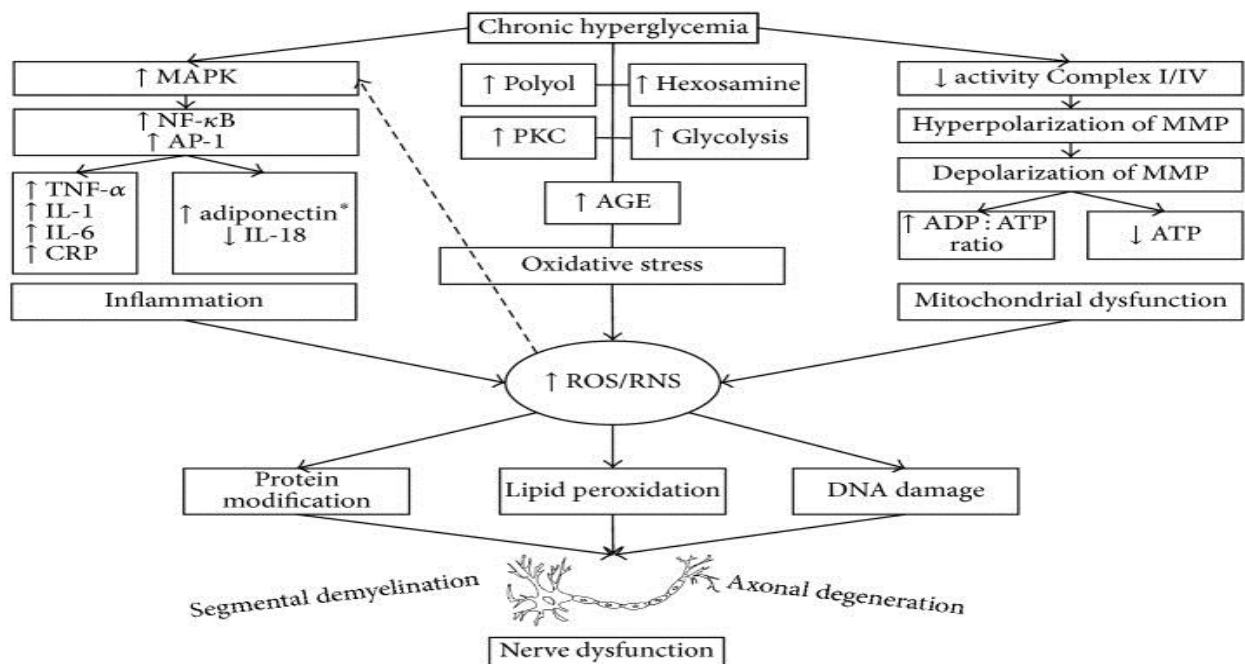 Chronic hyperglycemia
↑ MAPK
↑ NF-κB
↑ AP-1
↑ TNF-α
↑ IL-1
↑ IL-6
↑ CRP
↑ adiponectin*
↓ IL-18
Inflammation
↑ Polyol
↑ Hexosamine
↑ PKC
↑ Glycolysis
↑ AGE
Oxidative stress
↓ activity Complex I/IV
Hyperpolarization of MMP
Depolarization of MMP
↑ ADP : ATP
ratio
↓ ATP
Mitochondrial dysfunction
↑ ROS/RNS
Protein
modification
Lipid peroxidation
DNA damage
Segmental demyelination
Axonal degeneration
Nerve dysfunction